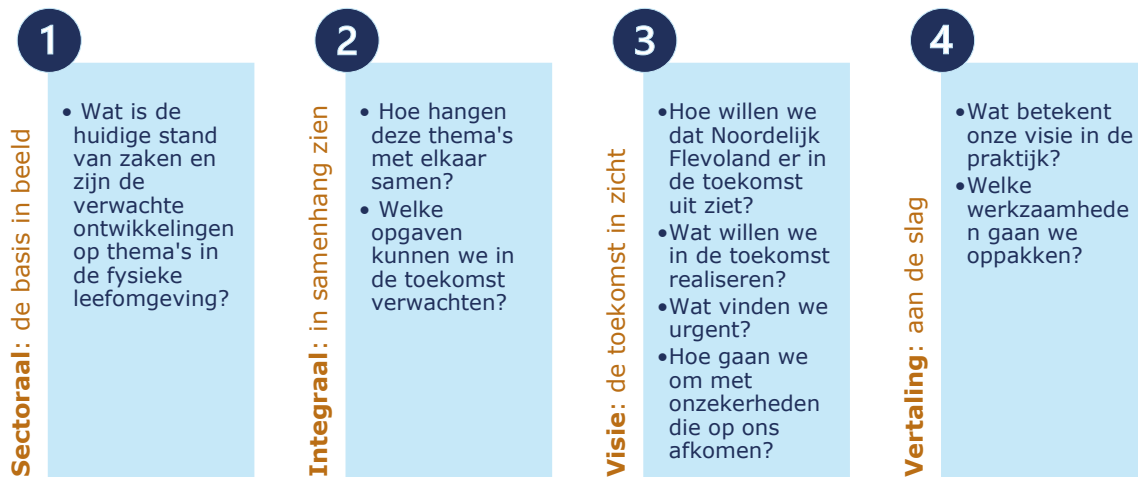 1
Sectoraal: de basis in beeld
• Wat is de
huidige stand
van zaken en
zijn de
verwachte
ontwikkelingen
op thema's in
de fysieke
leefomgeving?
2
Integraal: in samenhang zien
• Hoe hangen
deze thema's
met elkaar
samen?
• Welke
opgaven
kunnen we in
de toekomst
verwachten?
3
Visie: de toekomst in zicht
•Hoe willen we
dat Noordelijk
Flevoland er in
de toekomst
uit ziet?
•Wat willen we
in de toekomst
realiseren?
•Wat vinden we
urgent?
•Hoe gaan we
om met
onzekerheden
die op ons
afkomen?
4
Vertaling: aan de slag
•Wat betekent
onze visie in de
praktijk?
•Welke
werkzaamhede
n gaan we
oppakken?